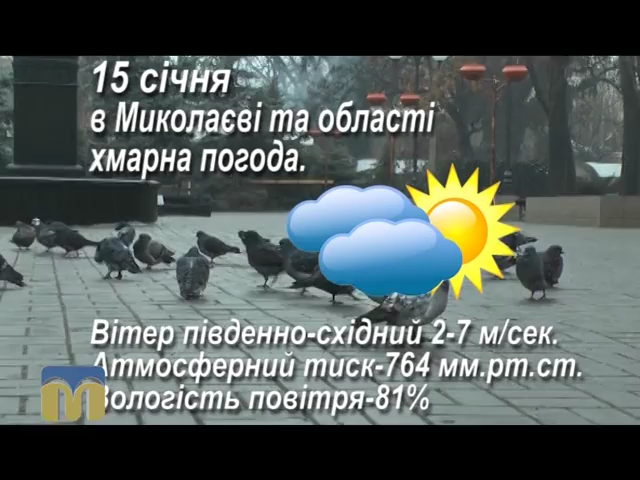 15 січня
в Миколаєві та області
хмарна погода.
Вітер південно-східний 2-7 м/сек.
Атмосферний тиск-764 мм.рт.ст.
Вологість повітря-81%
М